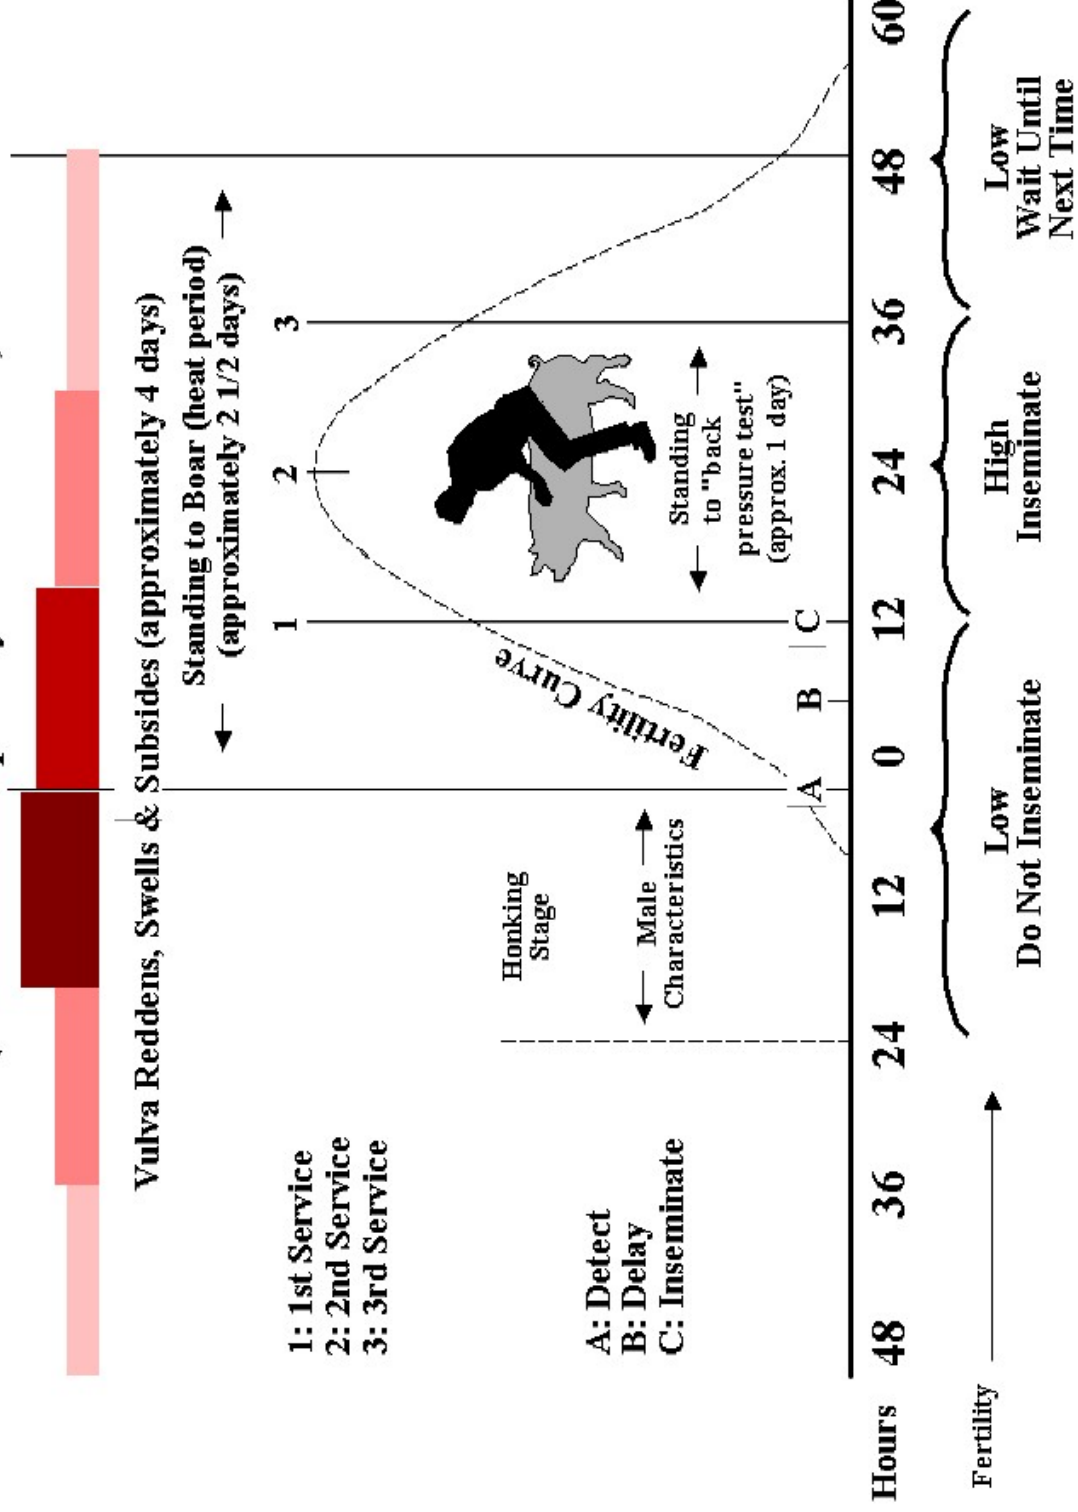 Vulva Reddens, Swells & Subsides (approximately 4 days)
Standing to Boar (heat period)
(approximately 2 1/2 days)
1
2
3
1: 1st Service
2: 2nd Service
3: 3rd Service
Honking
Stage
Fertility Curve
Male
Characteristics
Standing
to "back
pressure test"
(approx. 1 day)
A: Detect
B: Delay
C: Inseminate
A
B
C
Hours
48
36
24
12
0
12
24
36
48
60
Fertility
Low
Do Not Inseminate
High
Inseminate
Low
Wait Until
Next Time